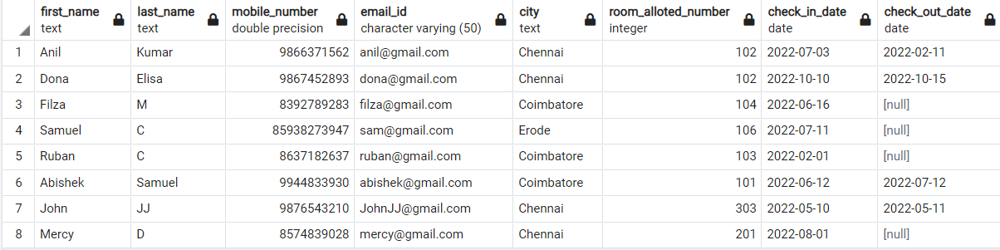 first_name last_name mobile_number email_id city room_alloted_number check_in_date check_out_date
text text double precision character varying (50) text integer date date
1 Anil Kumar 9866371562 anil@gmail.com Chennai 102 2022-07-03 2022-02-11
2 Dona Elisa 9867452893 dona@gmail.com Chennai 102 2022-10-10 2022-10-15
3 Filza M 8392789283 filza@gmail.com Coimbatore 104 2022-06-16 [null]
4 Samuel C 85938273947 sam@gmail.com Erode 106 2022-07-11 [null]
5 Ruban C 8637182637 ruban@gmail.com Coimbatore 103 2022-02-01 [null]
6 Abishek Samuel 9944833930 abishek@gmail.com Coimbatore 101 2022-06-12 2022-07-12
7 John JJ 9876543210 JohnJJ@gmail.com Chennai 303 2022-05-10 2022-05-11
8 Mercy D 8574839028 mercy@gmail.com Chennai 201 2022-08-01 [null]